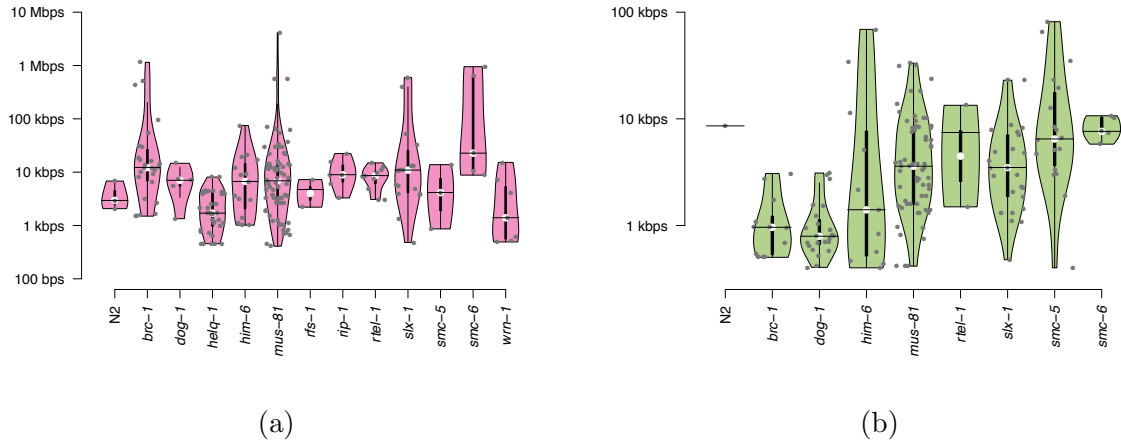 10 Mbps
1 Mbps
100 kbps
10 kbps
1 kbps
100 bps
N2
brc−1
dog−1
helq−1
him−6
mus−81
rfs−1
rip−1
rtel−1
slx−1
smc−5
smc−6
wrn−1
(a)
100 kbps
10 kbps
1 kbps
N2
brc−1
dog−1
him−6
mus−81
rtel−1
slx−1
smc−5
smc−6
(b)